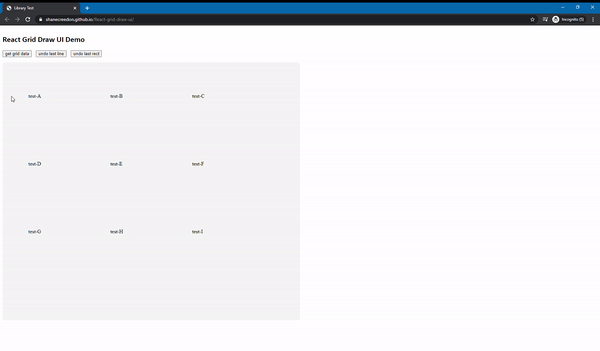 Library Test
shanecreedon.github.io/React-grid-draw-ui/
Incognito (5)
React Grid Draw UI Demo
get grid data undo last line undo last rect
test-A test-B test-C
test-D test-E test-F
test-G test-H test-I